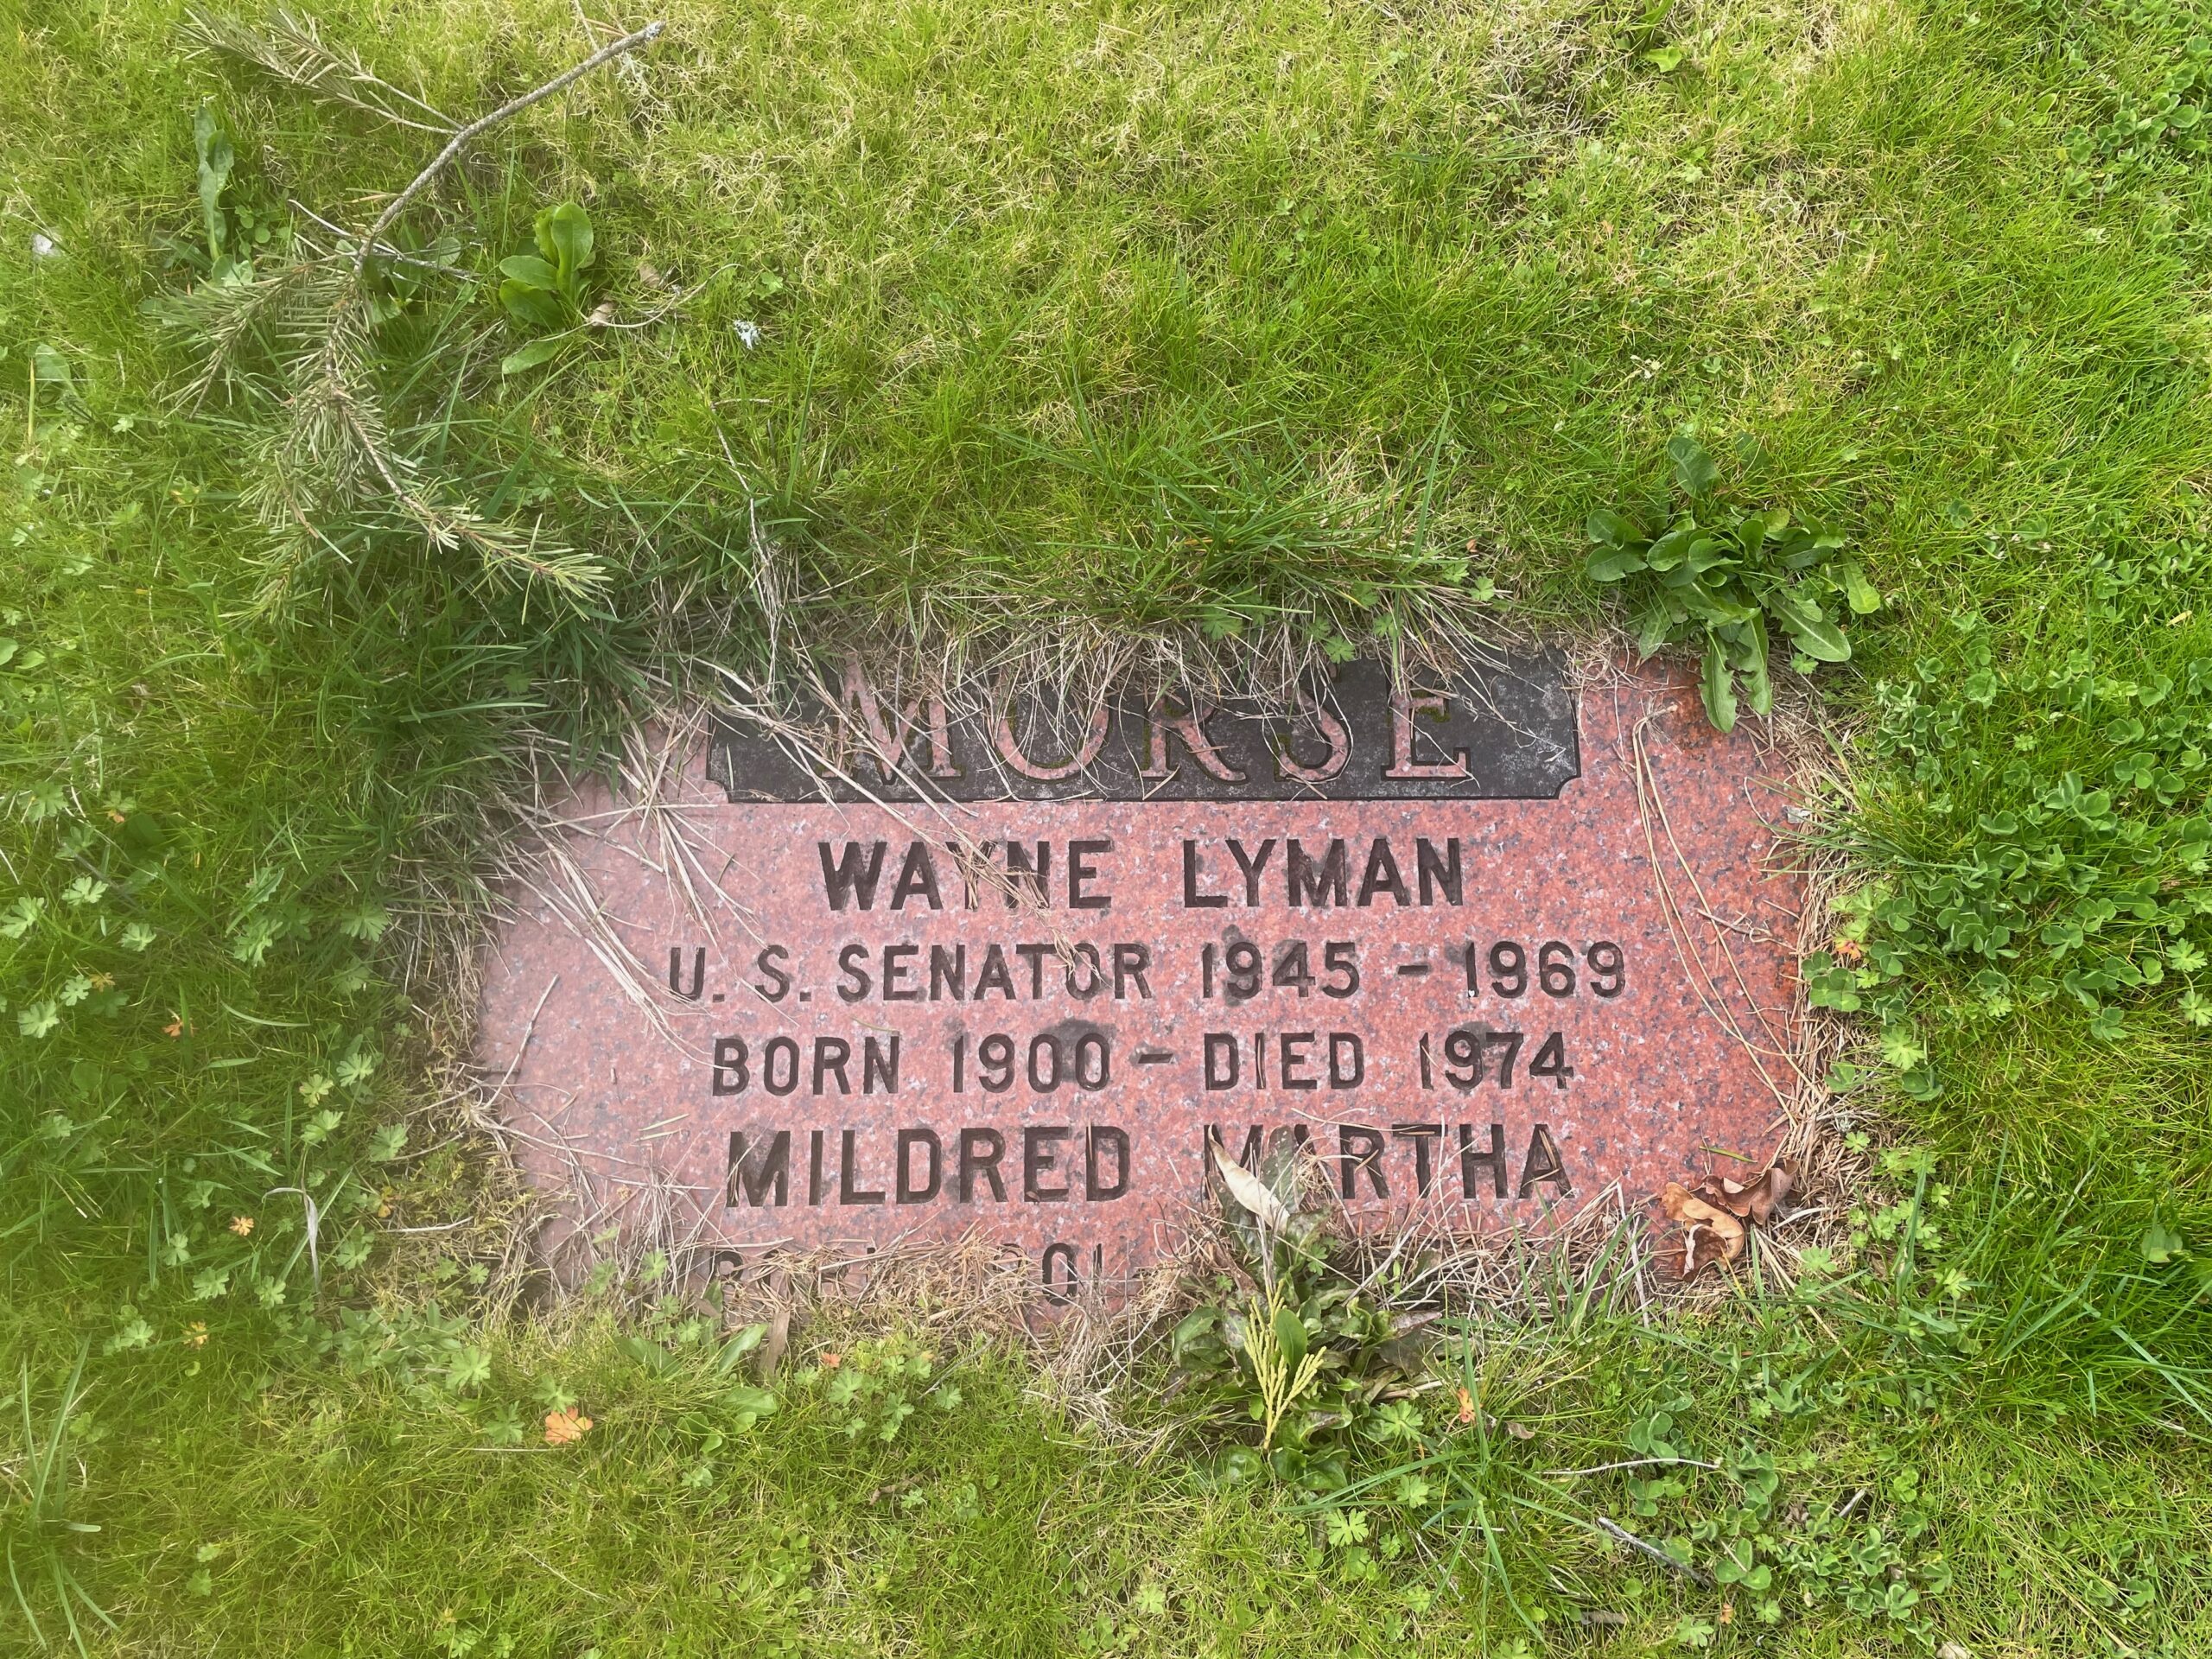 MORSE
WAYNE LYMAN
U. S. SENATOR 1945 - 1969
BORN 1900 - DIED 1974
MILDRED MARTHA